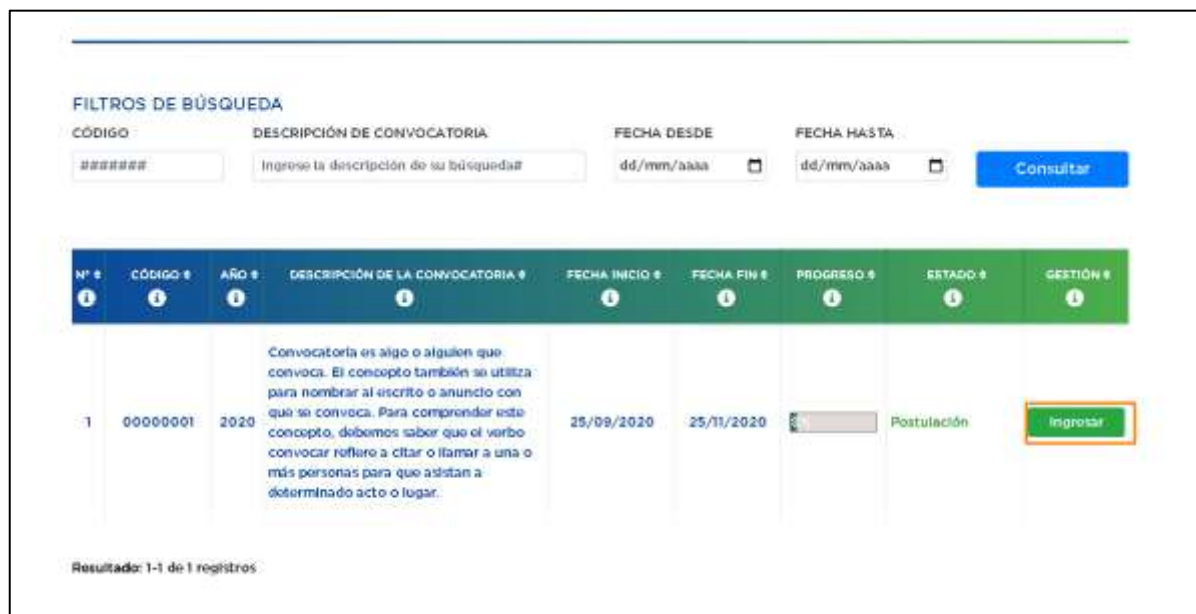 FILTROS DE BÚSQUEDA
CÓDIGO DESCRIPCIÓN DE CONVOCATORIA FECHA DESDE FECHA HASTA
####### Ingrese la descripción de su búsqueda# dd/mm/aaaa dd/mm/aaaa Consultar
N° CÓDIGO AÑO DESCRIPCIÓN DE LA CONVOCATORIA FECHA INICIO FECHA FIN PROGRESO ESTADO GESTIÓN
Convocatoria es algo o alguien que
convoca. El concepto también se utiliza
para nombrar al escrito o anuncio con
que se convoca. Para comprender este
1 00000001 2020 concepto, debemos saber que el verbo 25/09/2020 25/11/2020 Postulación Ingresar
convocar refiere a citar o llamar a una o
más personas para que asistan a
determinado acto o lugar.
Resultado: 1-1 de 1 registros